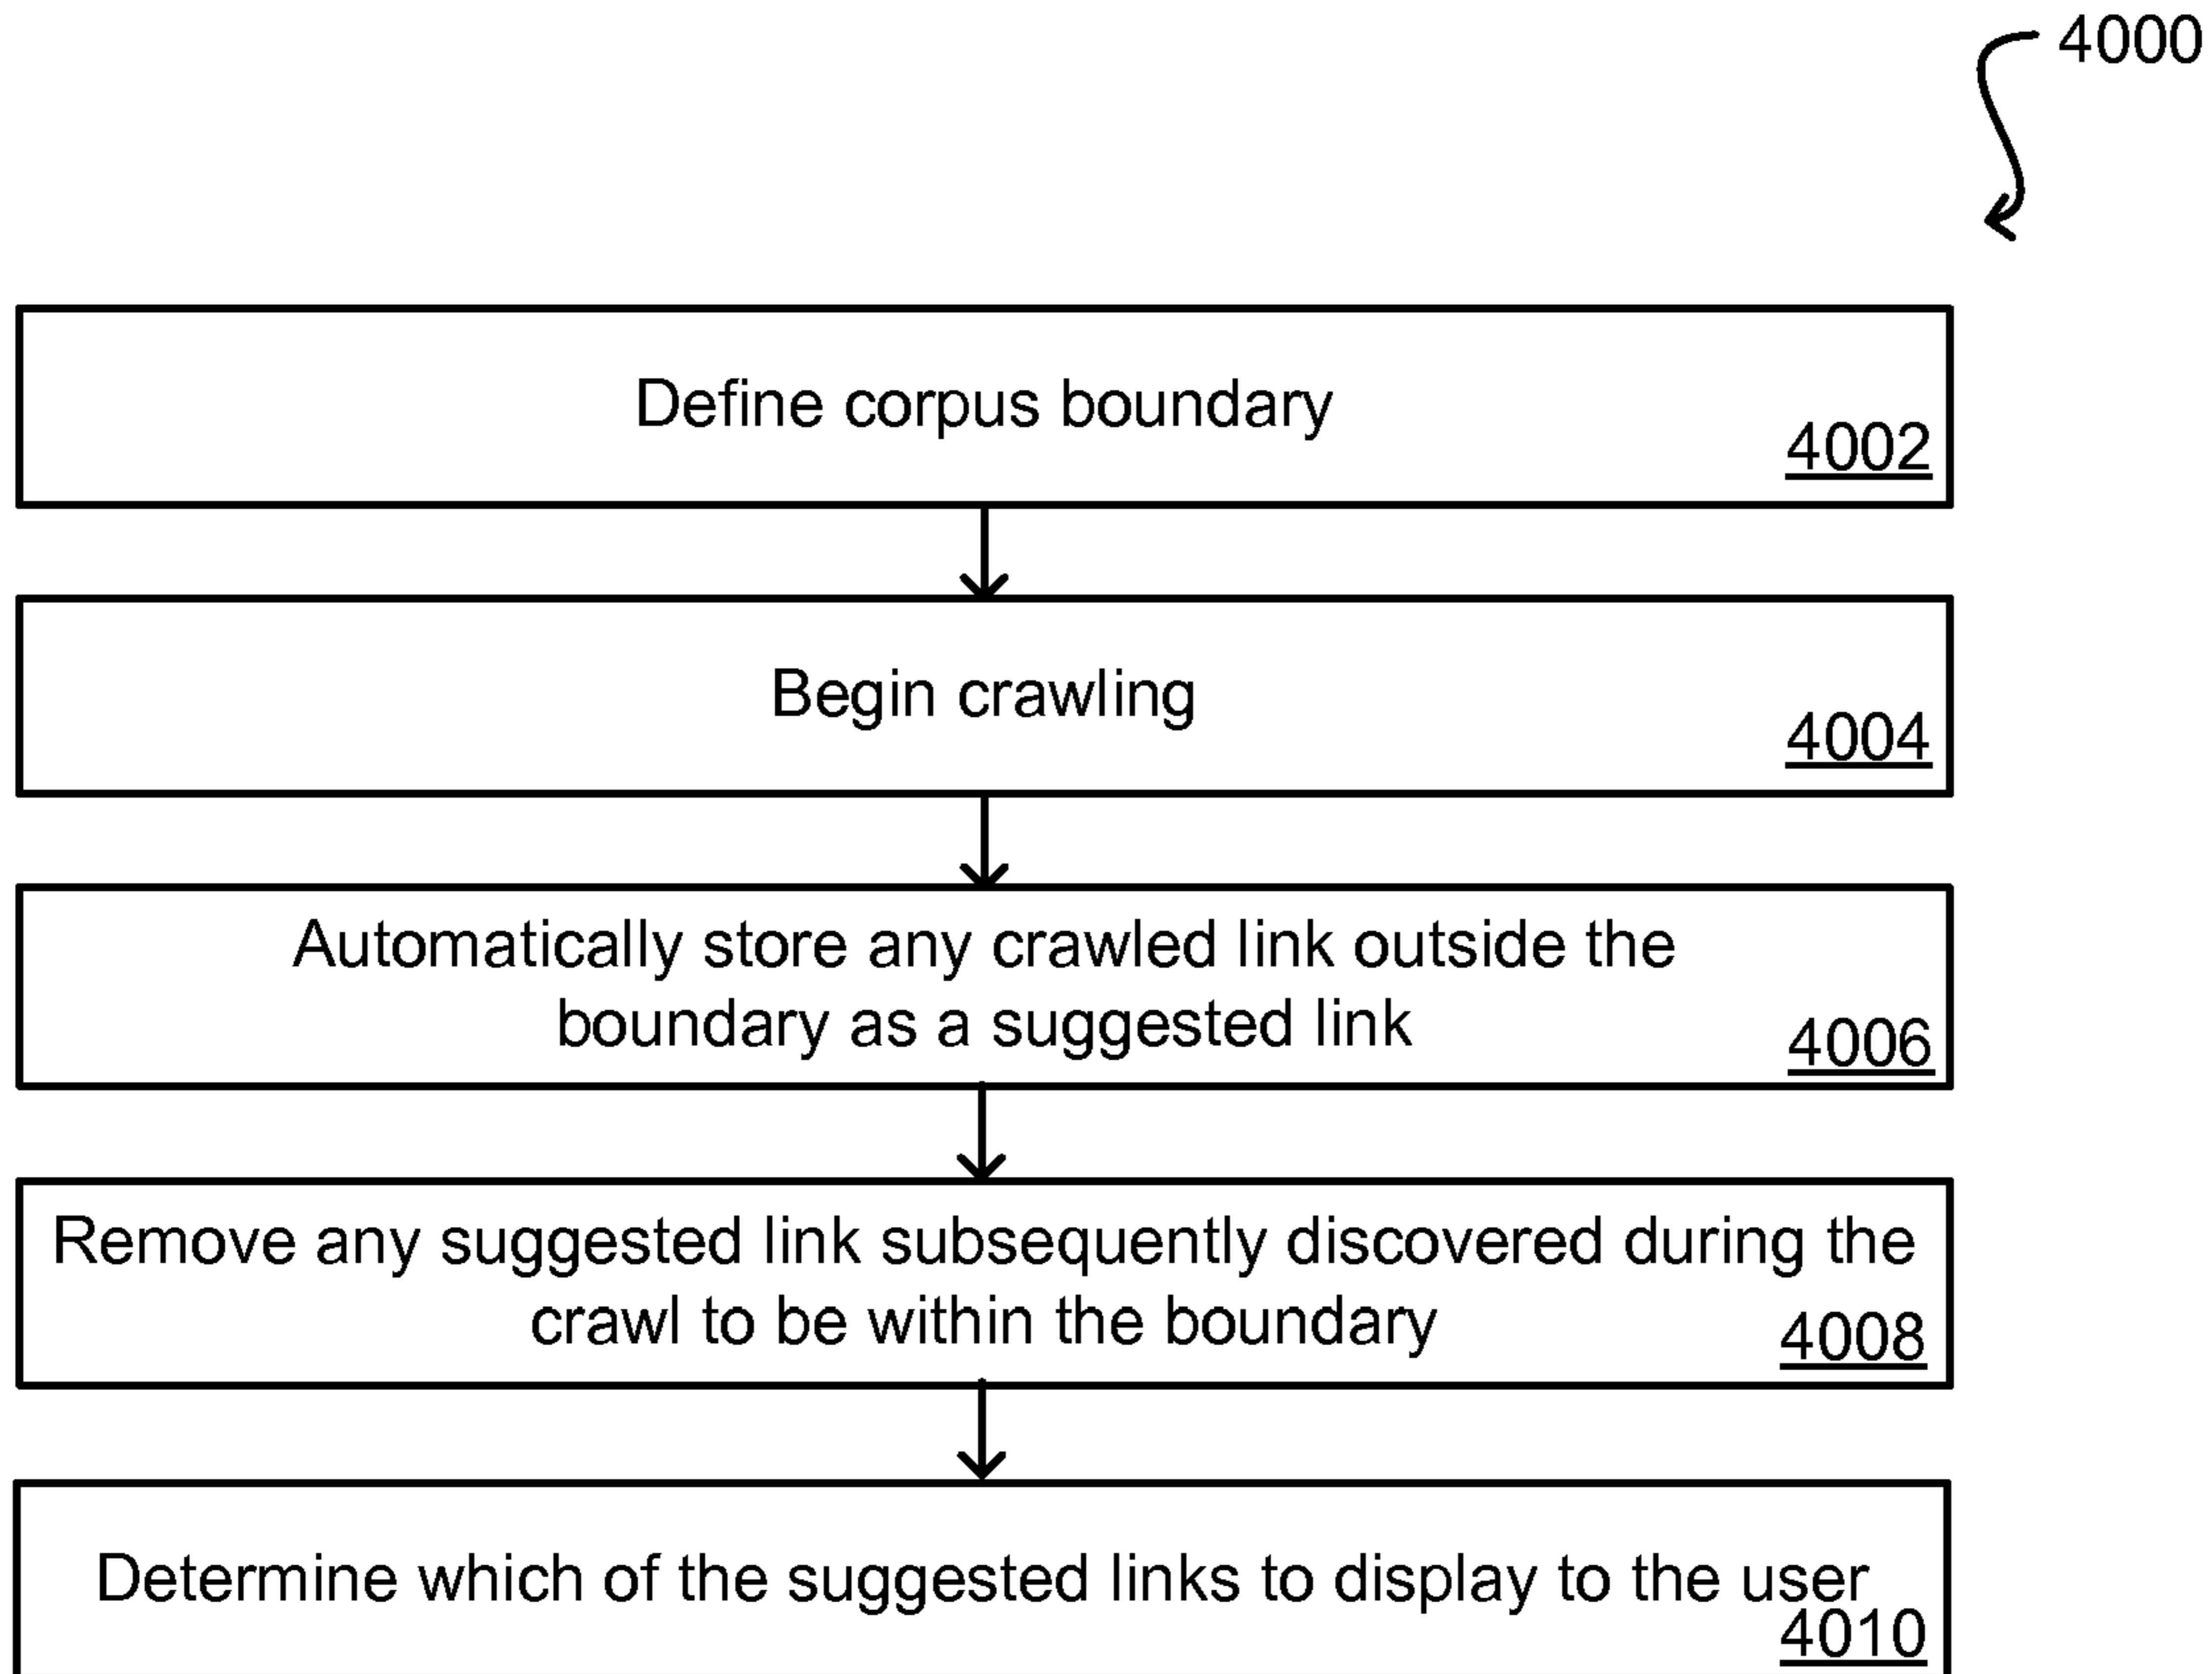 4000
Define corpus boundary
4002
Begin crawling
4004
Automatically store any crawled link outside the
boundary as a suggested link
4006
Remove any suggested link subsequently discovered during the
crawl to be within the boundary
4008
Determine which of the suggested links to display to the user
4010